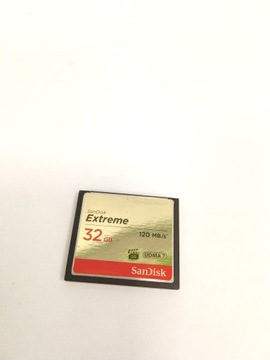 SanDisk
Extreme
32 GB
120 MB/s*
UDMA 7
SanDisk